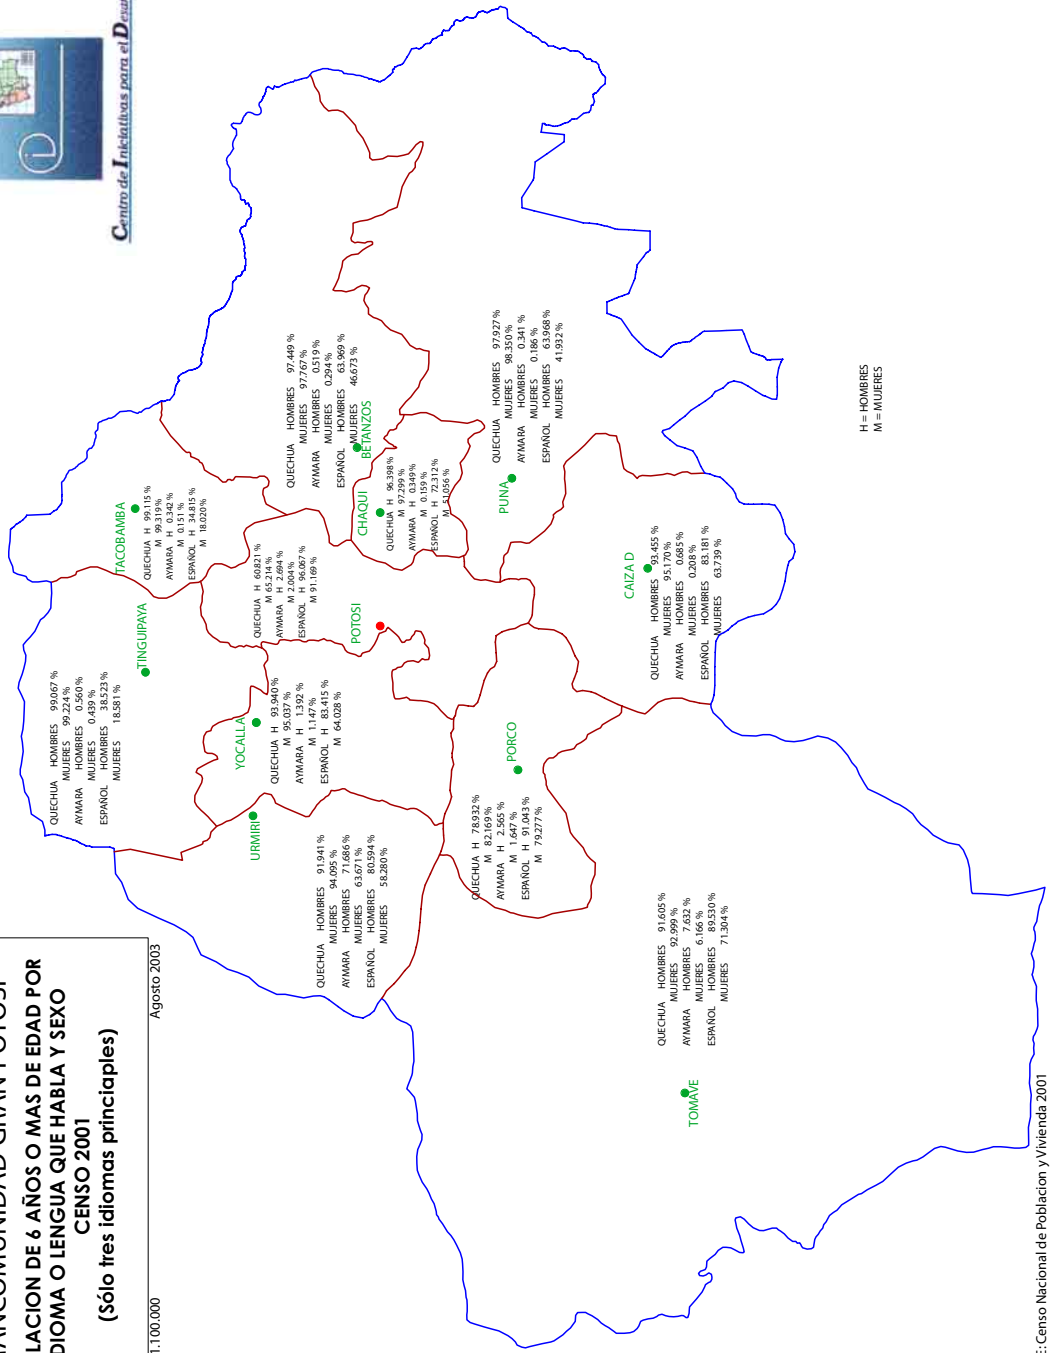 LACION DE 6 AÑOS O MAS DE EDAD POR
DIOMA O LENGUA QUE HABLA Y SEXO
CENSO 2001
(Sólo tres idiomas princiaples)
1.100.000
Agosto 2003
Centro de Iniciativas para el Desar
TACOBAMBA
QUECHUA H 99.115 %
M 99.319 %
AYMARA H 0.342 %
M 0.151 %
ESPAÑOL H 34.815 %
M 18.020 %
TINGUIPAYA
QUECHUA HOMBRES 99.067 %
MUJERES 99.224 %
AYMARA HOMBRES 0.560 %
MUJERES 0.439 %
ESPAÑOL HOMBRES 38.523 %
MUJERES 18.581 %
YOCALLA
QUECHUA H 93.940 %
M 95.037 %
AYMARA H 1.392 %
M 1.147 %
ESPAÑOL H 83.415 %
M 64.028 %
URMIRI
QUECHUA HOMBRES 91.941 %
MUJERES 94.095 %
AYMARA HOMBRES 71.686 %
MUJERES 63.671 %
ESPAÑOL HOMBRES 80.594 %
MUJERES 58.280 %
POTOSI
QUECHUA H 60.821 %
M 65.214 %
AYMARA H 2.694 %
M 2.004 %
ESPAÑOL H 96.067 %
M 91.169 %
BETANZOS
QUECHUA HOMBRES 97.449 %
MUJERES 97.767 %
AYMARA HOMBRES 0.519 %
MUJERES 0.294 %
ESPAÑOL HOMBRES 63.969 %
MUJERES 46.673 %
CHAQUI
QUECHUA H 96.398 %
M 97.299 %
AYMARA H 0.349 %
M 0.159 %
ESPAÑOL H 72.312 %
M 51.056 %
PUNA
QUECHUA HOMBRES 97.927 %
MUJERES 98.350 %
AYMARA HOMBRES 0.341 %
MUJERES 0.186 %
ESPAÑOL HOMBRES 63.968 %
MUJERES 41.932 %
CAIZA D
QUECHUA HOMBRES 93.455 %
MUJERES 95.170 %
AYMARA HOMBRES 0.685 %
MUJERES 0.208 %
ESPAÑOL HOMBRES 83.181 %
MUJERES 63.739 %
PORCO
QUECHUA H 78.932 %
M 82.169 %
AYMARA H 2.565 %
M 1.647 %
ESPAÑOL H 91.043 %
M 79.277 %
TOMAVE
QUECHUA HOMBRES 91.605 %
MUJERES 92.999 %
AYMARA HOMBRES 7.632 %
MUJERES 6.166 %
ESPAÑOL HOMBRES 89.530 %
MUJERES 71.304 %
H = HOMBRES
M = MUJERES
E: Censo Nacional de Poblacion y Vivienda 2001